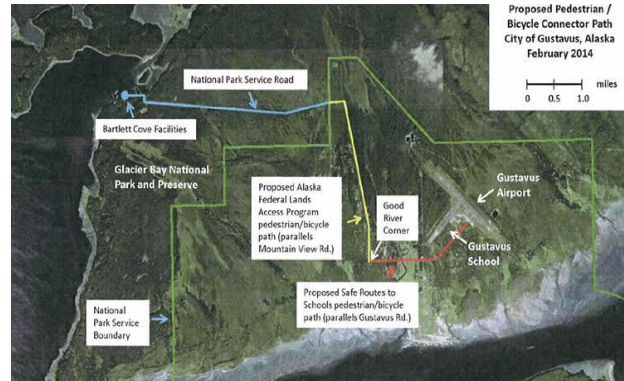 Proposed Pedestrian /
Bicycle Connector Path
City of Gustavus, Alaska
February 2014
miles
0 0.5 1.0
National Park Service Road
Bartlett Cove Facilities
Glacier Bay National
Park and Preserve
Proposed Alaska
Federal Lands
Access Program
pedestrian/bicycle
path (parallels
Mountain View Rd.)
Good
River
Corner
Gustavus
Airport
Gustavus
School
Proposed Safe Routes to
Schools pedestrian/bicycle
path (parallels Gustavus Rd.)
National
Park Service
Boundary